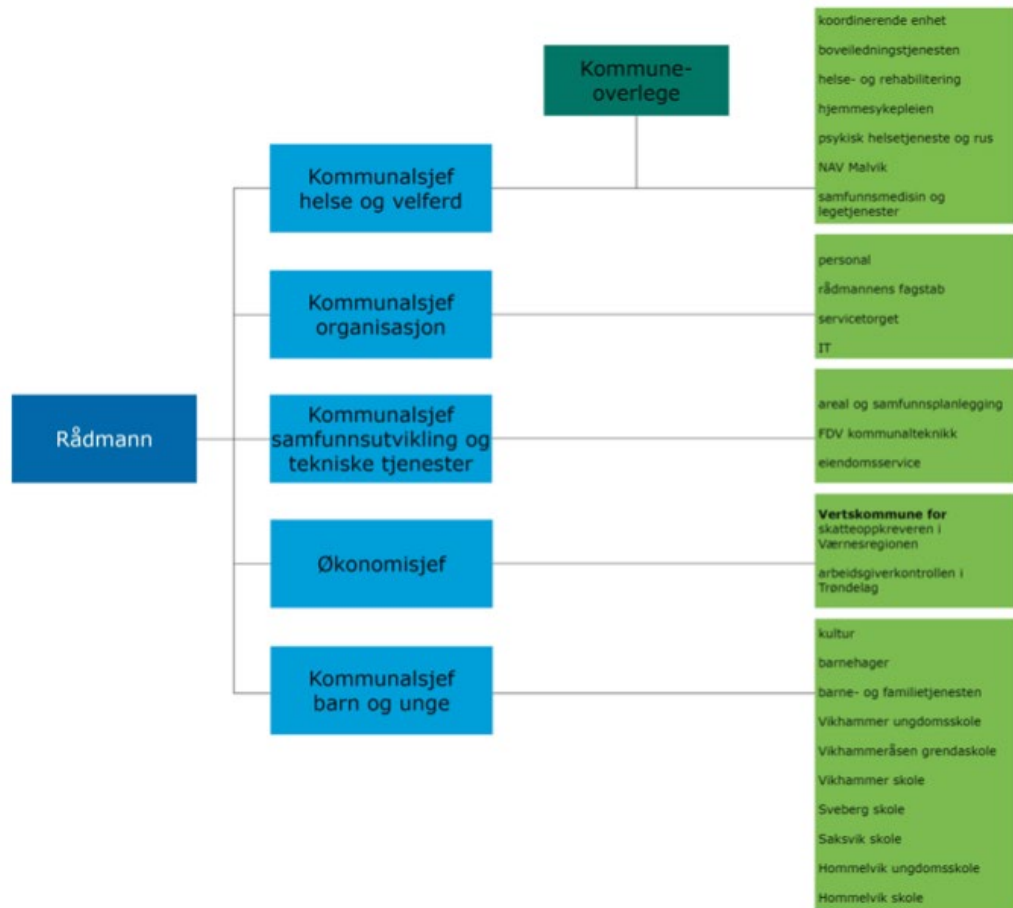 Kommune-
overlege
koordinerende enhet
boveiledningstjenesten
helse- og rehabilitering
hjemmesykepleien
psykisk helsetjeneste og rus
NAV Malvik
samfunnsmedisin og
legetjenester
Kommunalsjef
helse og velferd
Kommunalsjef
organisasjon
personal
rådmannens fagstab
servicetorget
IT
Rådmann
Kommunalsjef
samfunnsutvikling og
tekniske tjenester
areal og samfunnsplanlegging
FDV kommunalteknikk
eiendomsservice
Økonomisjef
Vertskommune for
skatteoppkreveren i
Værnesregionen
arbeidsgiverkontrollen i
Trøndelag
Kommunalsjef
barn og unge
kultur
barnehager
barne- og familietjenesten
Vikhammer ungdomsskole
Vikhammeråsen grendaskole
Vikhammer skole
Sveberg skole
Saksvik skole
Hommelvik ungdomsskole
Hommelvik skole